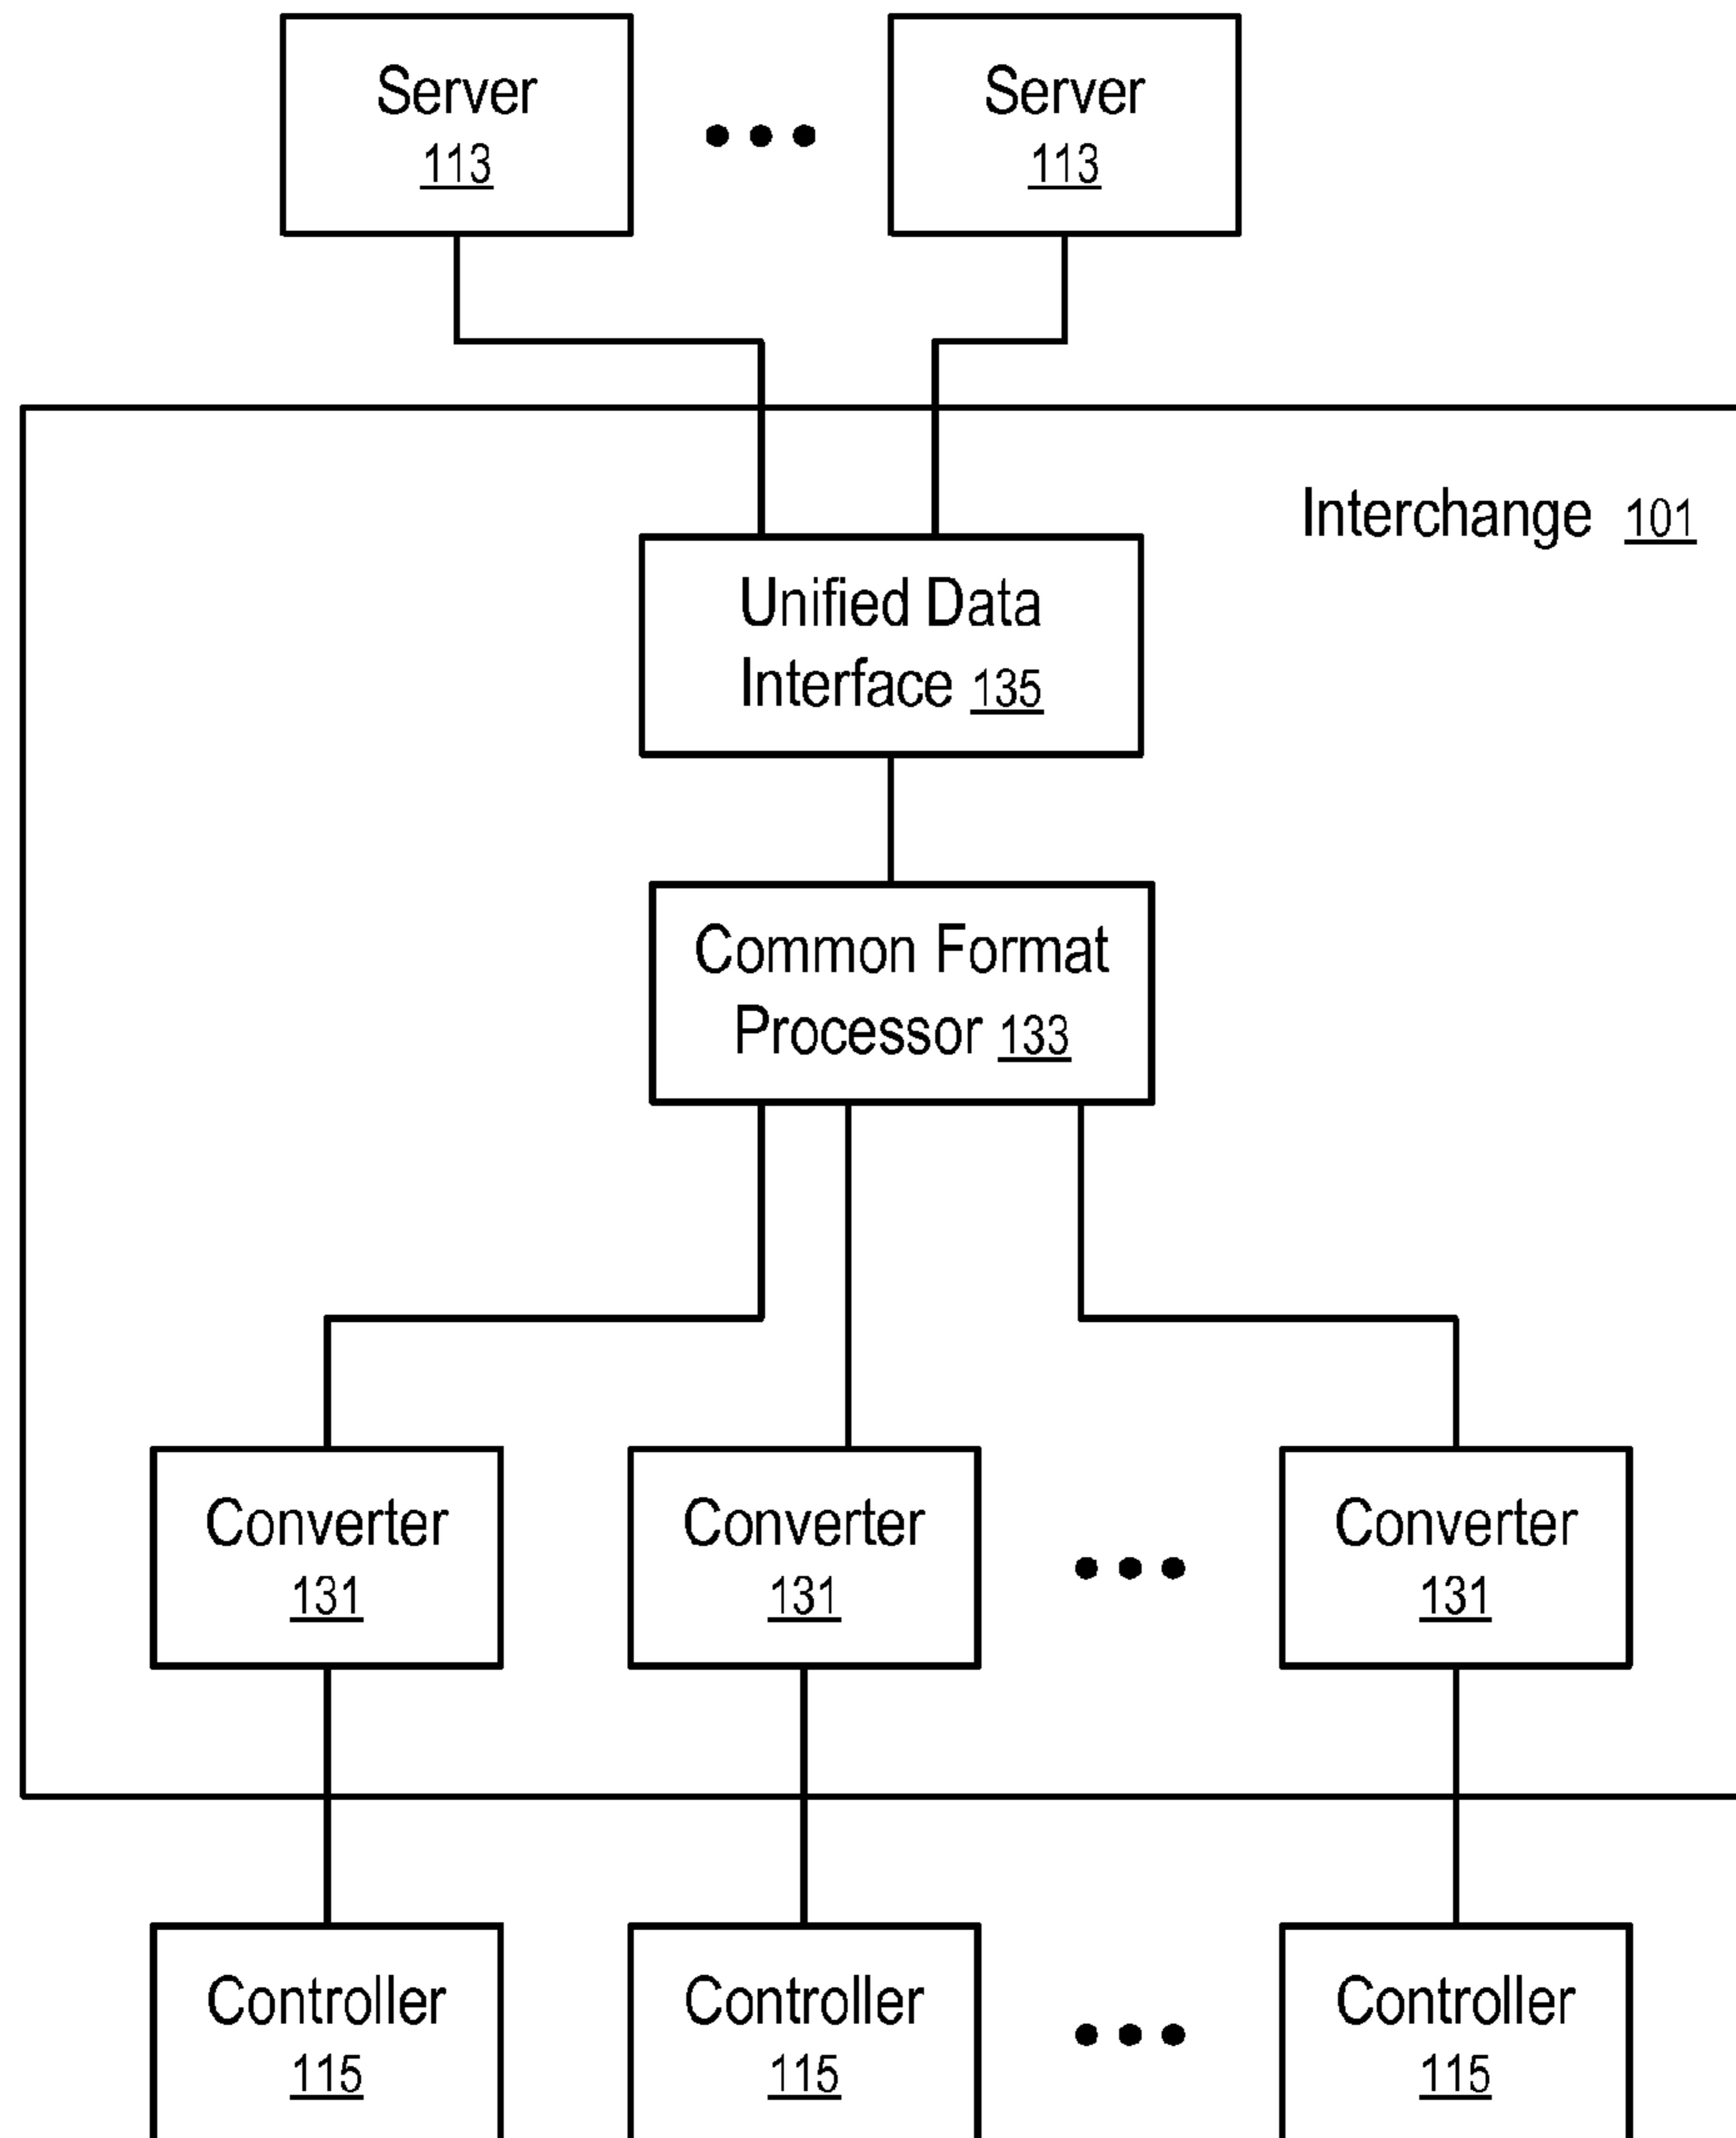 Server
113
Server
113
Interchange 101
Unified Data
Interface 135
Common Format
Processor 133
Converter
131
Converter
131
Converter
131
Controller
115
Controller
115
Controller
115